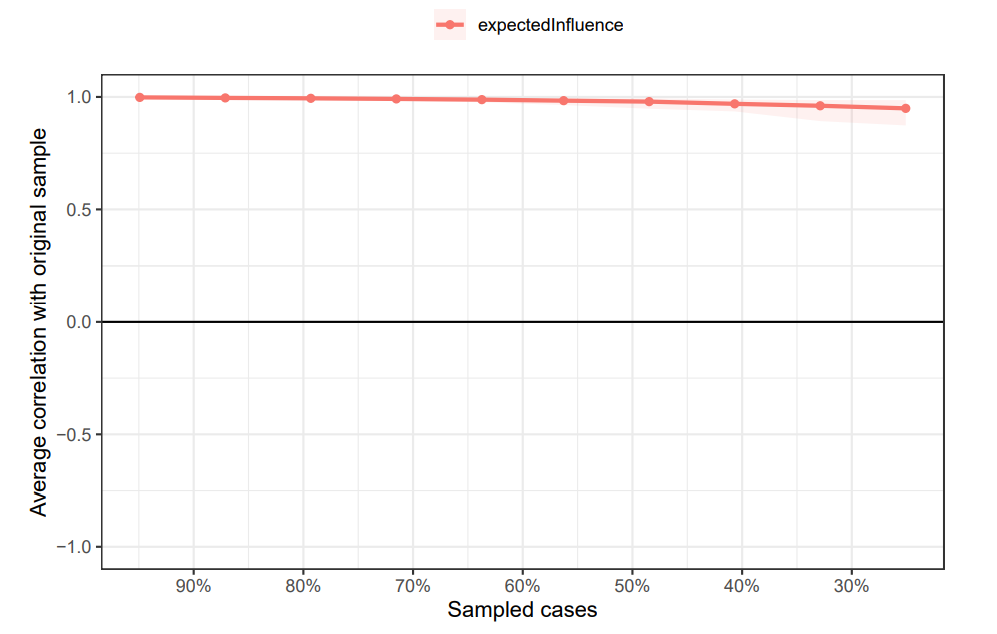 expectedInfluence
Average correlation with original sample
1.0
0.5
0.0
−0.5
−1.0
90% 80% 70% 60% 50% 40% 30%
Sampled cases